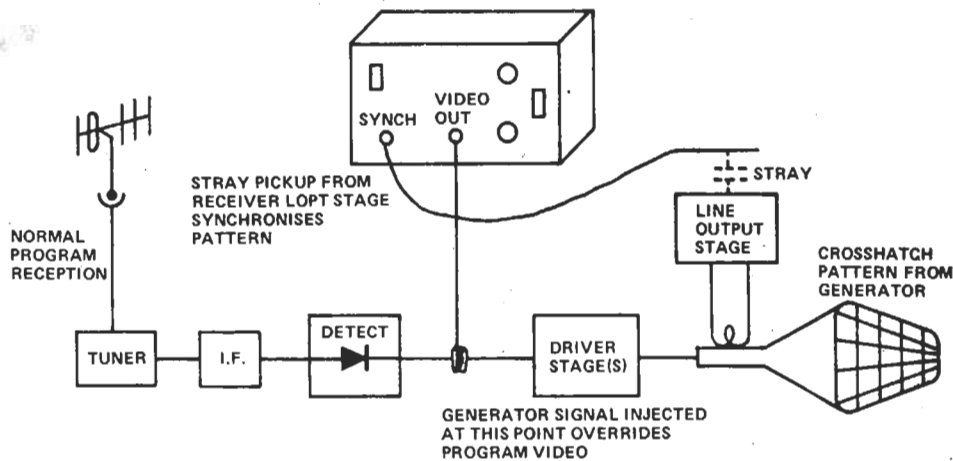 SYNCH
VIDEO
OUT
STRAY
STRAY PICKUP FROM
RECEIVER LOPT STAGE
SYNCHRONISES
PATTERN
LINE
OUTPUT
STAGE
NORMAL
PROGRAM
RECEPTION
CROSSHATCH
PATTERN FROM
GENERATOR
TUNER
I.F.
DETECT
DRIVER
STAGE(S)
GENERATOR SIGNAL INJECTED
AT THIS POINT OVERRIDES
PROGRAM VIDEO